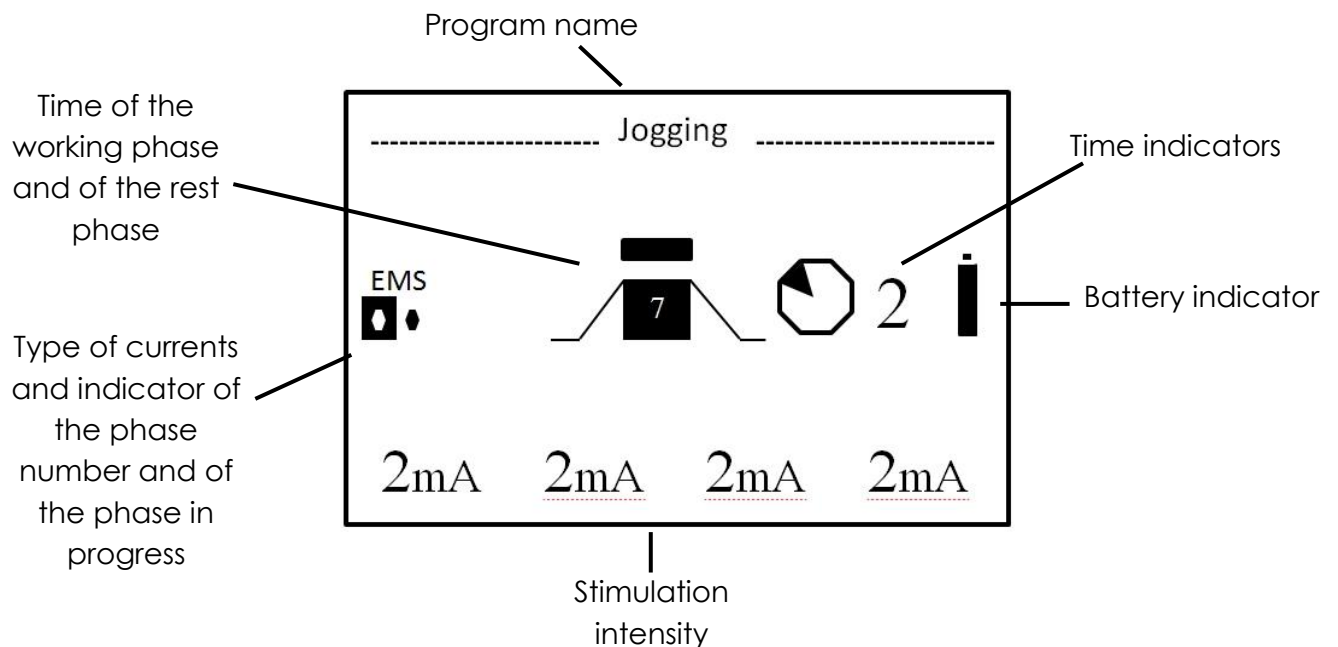 Program name
Time of the
working phase
and of the rest
phase
Jogging
Time indicators
EMS
7
2
Battery indicator
Type of currents
and indicator of
the phase
number and of
the phase in
progress
2mA 2mA 2mA 2mA
Stimulation
intensity